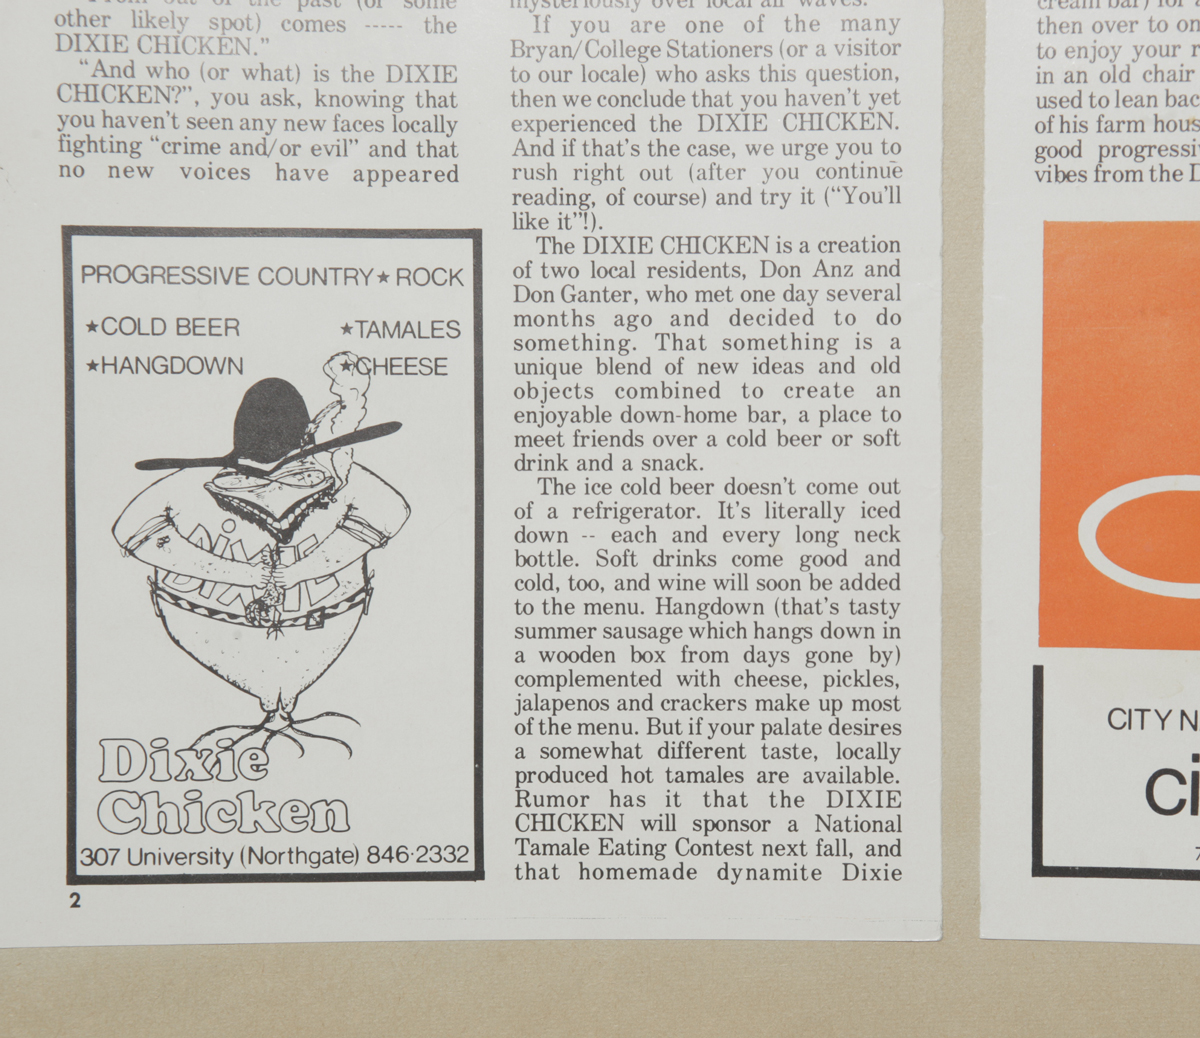 other likely spot) comes ----- the
DIXIE CHICKEN."
"And who (or what) is the DIXIE
CHICKEN?", you ask, knowing that
you haven't seen any new faces locally
fighting "crime and/or evil" and that
no new voices have appeared
PROGRESSIVE COUNTRY★ROCK
★COLD BEER ★TAMALES
★HANGDOWN ★CHEESE
DIXIE
DIXIE
Dixie
Chicken
307 University (Northgate) 846·2332
2
mysteriously over local air waves.
If you are one of the many
Bryan/College Stationers (or a visitor
to our locale) who asks this question,
then we conclude that you haven't yet
experienced the DIXIE CHICKEN.
And if that's the case, we urge you to
rush right out (after you continue
reading, of course) and try it ("You'll
like it"!).
The DIXIE CHICKEN is a creation
of two local residents, Don Anz and
Don Ganter, who met one day several
months ago and decided to do
something. That something is a
unique blend of new ideas and old
objects combined to create an
enjoyable down-home bar, a place to
meet friends over a cold beer or soft
drink and a snack.
The ice cold beer doesn't come out
of a refrigerator. It's literally iced
down -- each and every long neck
bottle. Soft drinks come good and
cold, too, and wine will soon be added
to the menu. Hangdown (that's tasty
summer sausage which hangs down in
a wooden box from days gone by)
complemented with cheese, pickles,
jalapenos and crackers make up most
of the menu. But if your palate desires
a somewhat different taste, locally
produced hot tamales are available.
Rumor has it that the DIXIE
CHICKEN will sponsor a National
Tamale Eating Contest next fall, and
that homemade dynamite Dixie
cream bar) for
then over to
to enjoy your
in an old chair
used to lean
of his farm
good
vibes from the
CITY